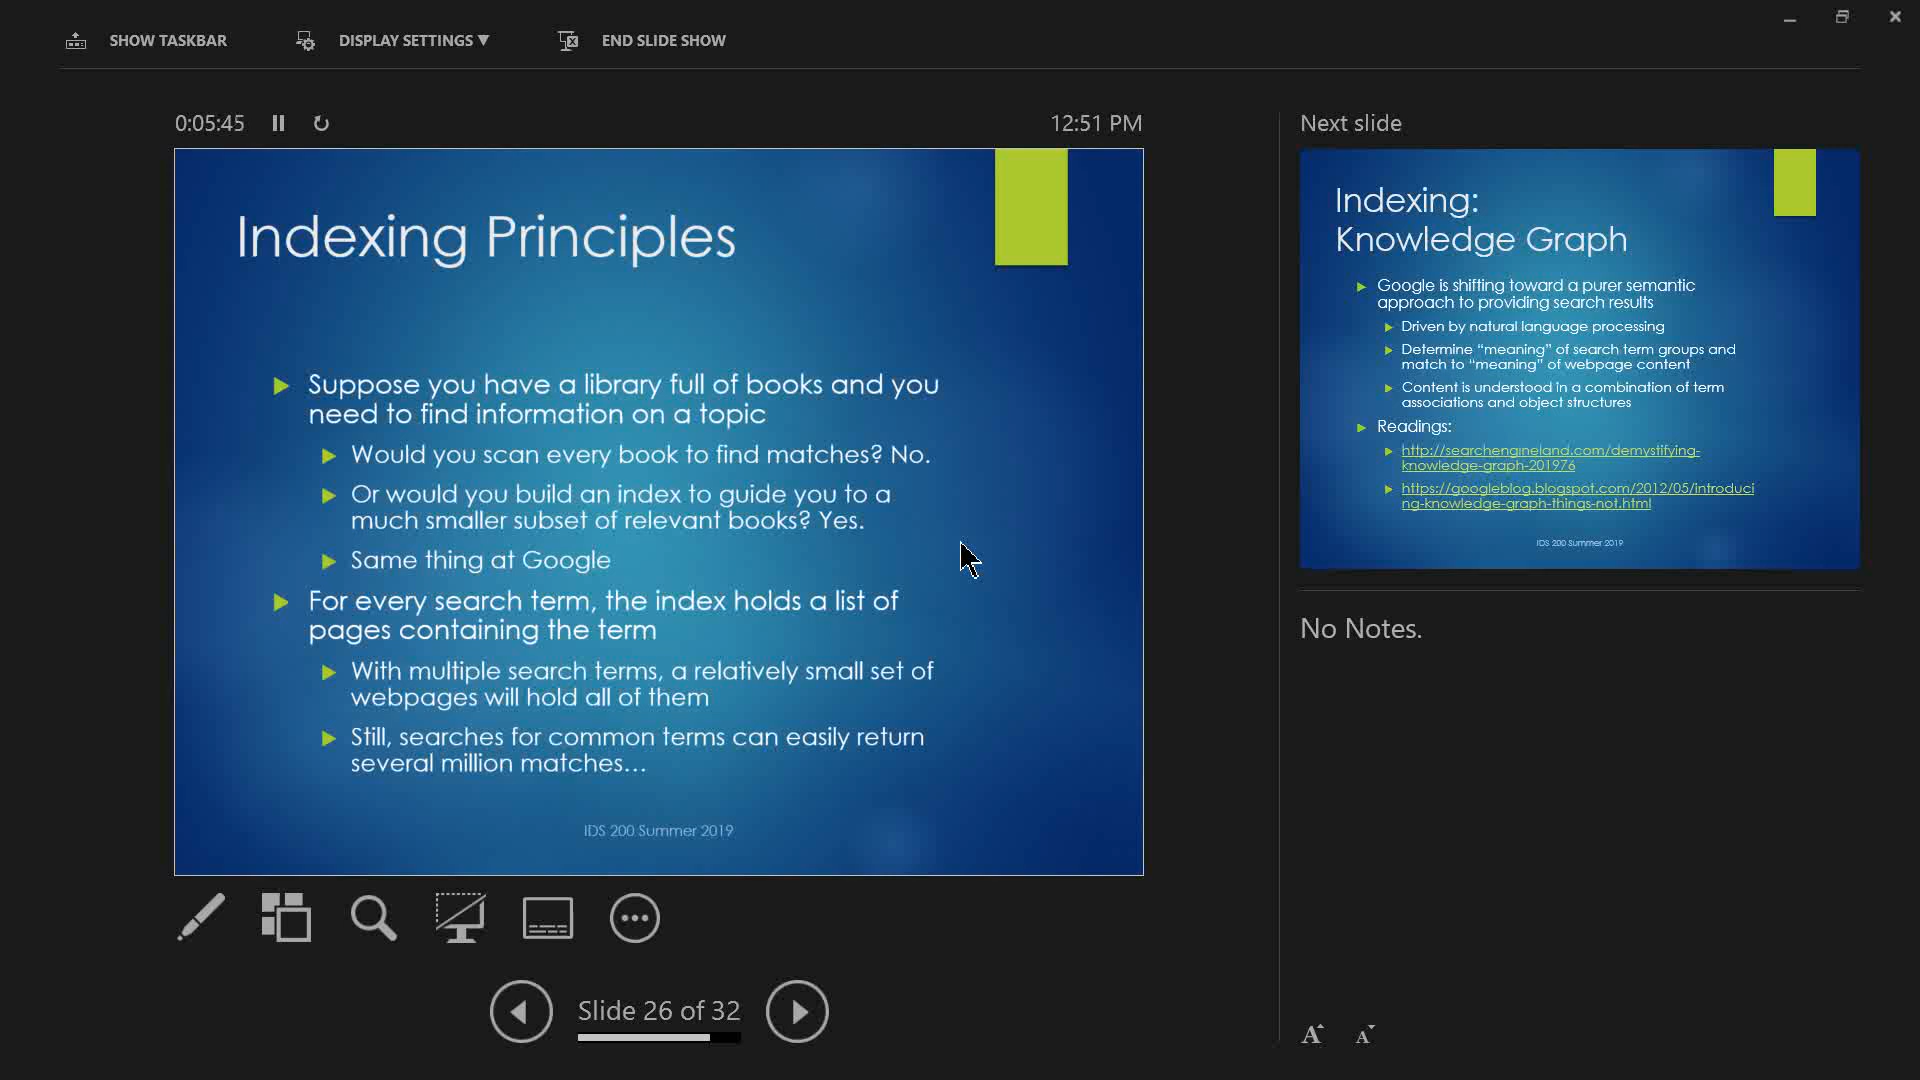 SHOW TASKBAR
DISPLAY SETTINGS ▼
END SLIDE SHOW
0:05:45
12:51 PM
Indexing Principles
Suppose you have a library full of books and you
need to find information on a topic
Would you scan every book to find matches? No.
Or would you build an index to guide you to a
much smaller subset of relevant books? Yes.
Same thing at Google
For every search term, the index holds a list of
pages containing the term
With multiple search terms, a relatively small set of
webpages will hold all of them
Still, searches for common terms can easily return
several million matches...
IDS 200 Summer 2019
Slide 26 of 32
Next slide
Indexing:
Knowledge Graph
Google is shifting toward a purer semantic
approach to providing search results
Driven by natural language processing
Determine “meaning” of search term groups and
match to “meaning” of webpage content
Content is understood in a combination of term
associations and object structures
Readings:
http://searchengineland.com/demystifying-
knowledge-graph-201976
https://googleblog.blogspot.com/2012/05/introduci
ng-knowledge-graph-things-not.html
IDS 200 Summer 2019
No Notes.
A A